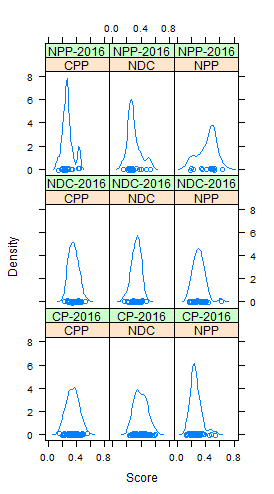 0.0 0.4 0.8
NPP-2016 NPP-2016 NPP-2016
CPP NDC NPP
8
6
4
2
0
NDC-2016 NDC-2016 NDC-2016
CPP NDC NPP
8
6
4
2
0
CP-2016 CP-2016 CP-2016
CPP NDC NPP
8
6
4
2
0
0.0 0.4 0.8 0.0 0.4 0.8
Density
Score